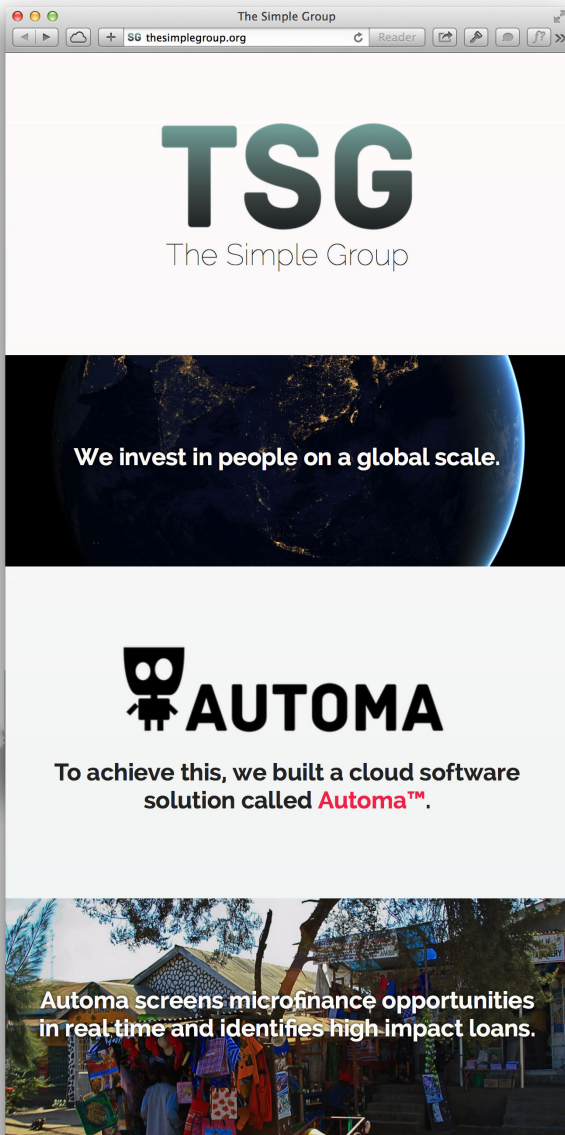 The Simple Group
SG thesimplegroup.org
Reader
TSG
The Simple Group
We invest in people on a global scale.
AUTOMA
To achieve this, we built a cloud software
solution called Automa™.
Automa screens microfinance opportunities
in real time and identifies high impact loans.